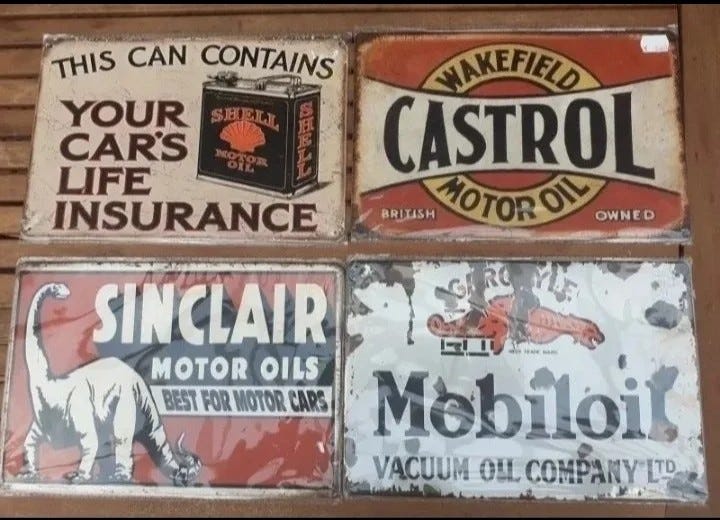 THIS CAN CONTAINS
YOUR
CAR'S
LIFE
INSURANCE
SHELL
MOTOR
OIL
SHELL
WAKEFIELD
CASTROL
MOTOR OIL
BRITISH
OWNED
SINCLAIR
MOTOR OILS
BEST FOR MOTOR CARS
GARGOYLE
Mobiloil
VACUUM OIL COMPANY LTD